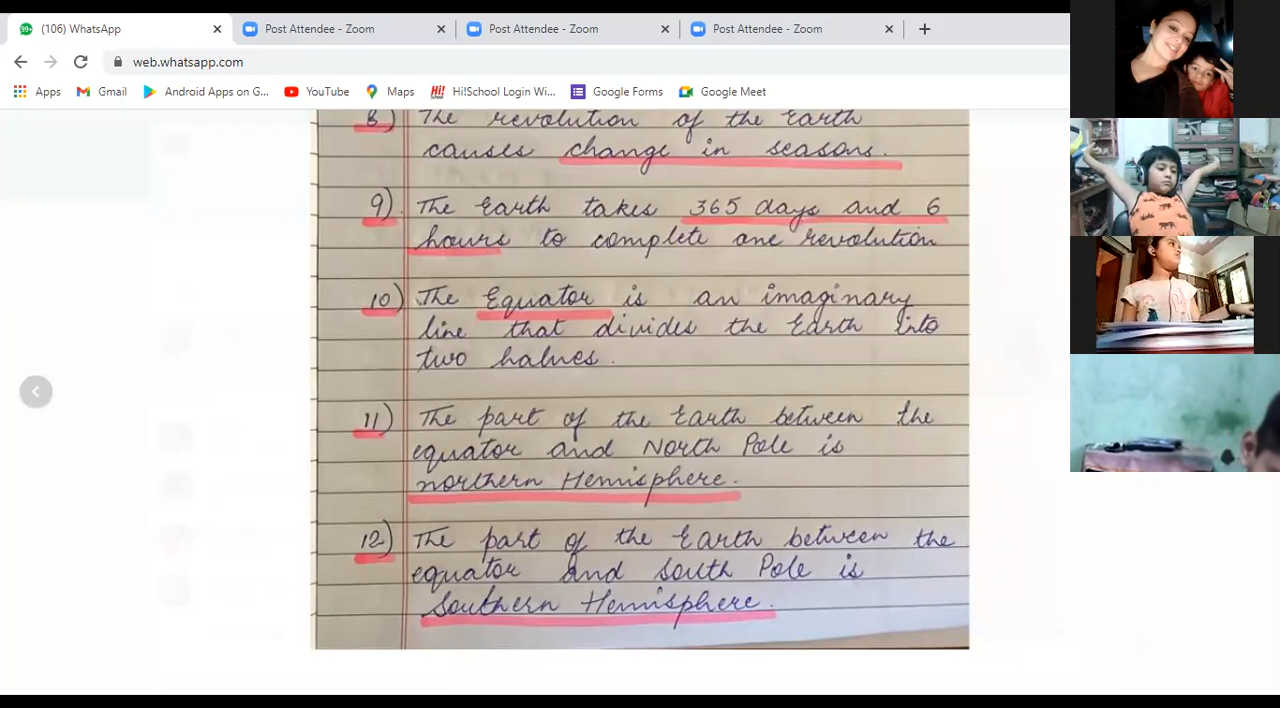 99+
(106) WhatsApp
Post Attendee - Zoom
Post Attendee - Zoom
Post Attendee - Zoom
web.whatsapp.com
Apps
Gmail
Android Apps on G...
YouTube
Maps
Hi! School
Hi!School Login Wi...
Google Forms
Google Meet
8) The revolution of the Earth
causes change in seasons.
9). The Earth takes 365 days and 6
hours to complete one revolution
10) The Equator is an imaginary
line that divides the Earth into
two halves.
11) The part of the Earth between the
equator and North Pole is
northern Hemisphere.
12) The part of the Earth between the
equator and south Pole is
Southern Hemisphere.